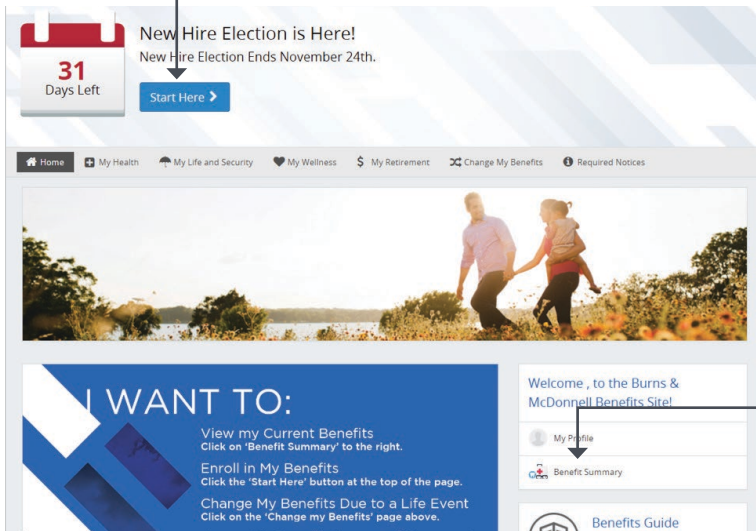 New Hire Election is Here!
New Hire Election Ends November 24th.
31
Days Left
Start Here
Home
My Health
My Life and Security
My Wellness
$ My Retirement
Change My Benefits
Required Notices
I WANT TO:
View my Current Benefits
Click on 'Benefit Summary' to the right.
Enroll in My Benefits
Click the 'Start Here' button at the top of the page.
Change My Benefits Due to a Life Event
Click on the 'Change my Benefits' page above.
Welcome , to the Burns &
McDonnell Benefits Site!
My Profile
Benefit Summary
Benefits Guide